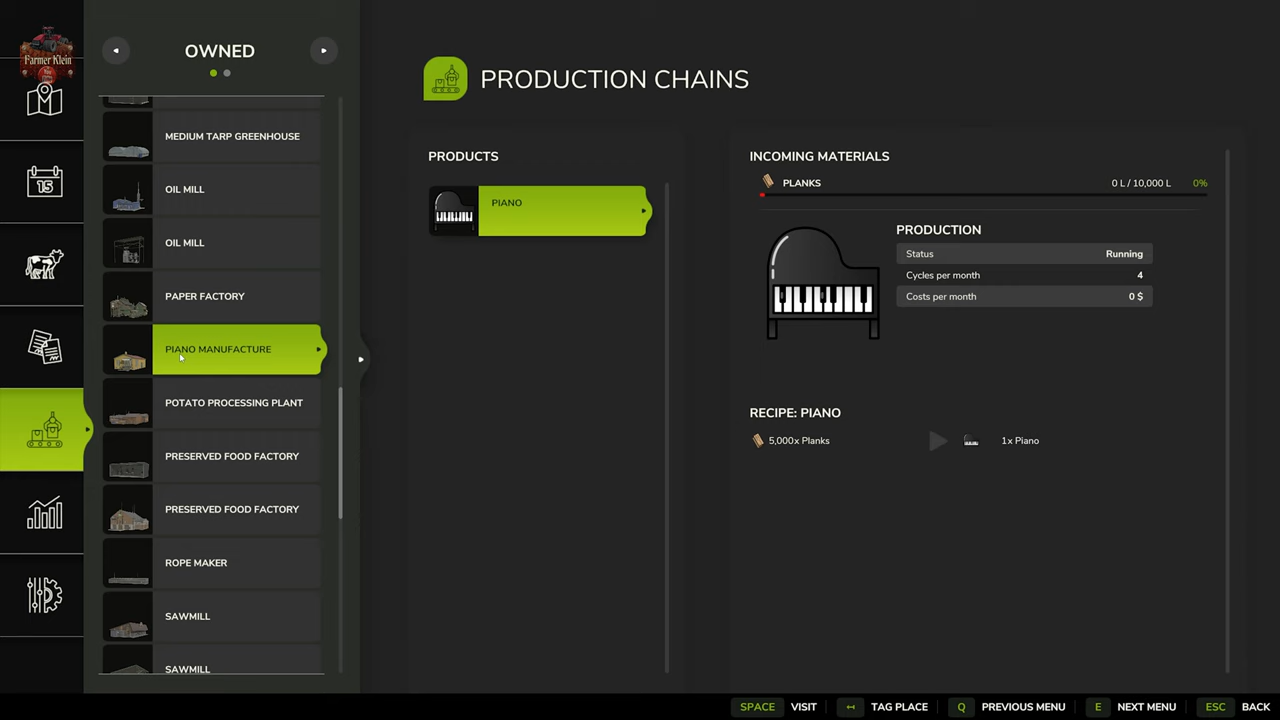 Farmer Klein
You
15
OWNED
MEDIUM TARP GREENHOUSE
OIL MILL
OIL MILL
PAPER FACTORY
PIANO MANUFACTURE
POTATO PROCESSING PLANT
PRESERVED FOOD FACTORY
PRESERVED FOOD FACTORY
ROPE MAKER
SAWMILL
SAWMILL
PRODUCTION CHAINS
PRODUCTS
PIANO
INCOMING MATERIALS
PLANKS 0 L / 10,000 L 0%
PRODUCTION
Status Running
Cycles per month 4
Costs per month 0 $
RECIPE: PIANO
5,000x Planks 1x Piano
SPACE VISIT TAG PLACE Q PREVIOUS MENU E NEXT MENU ESC BACK